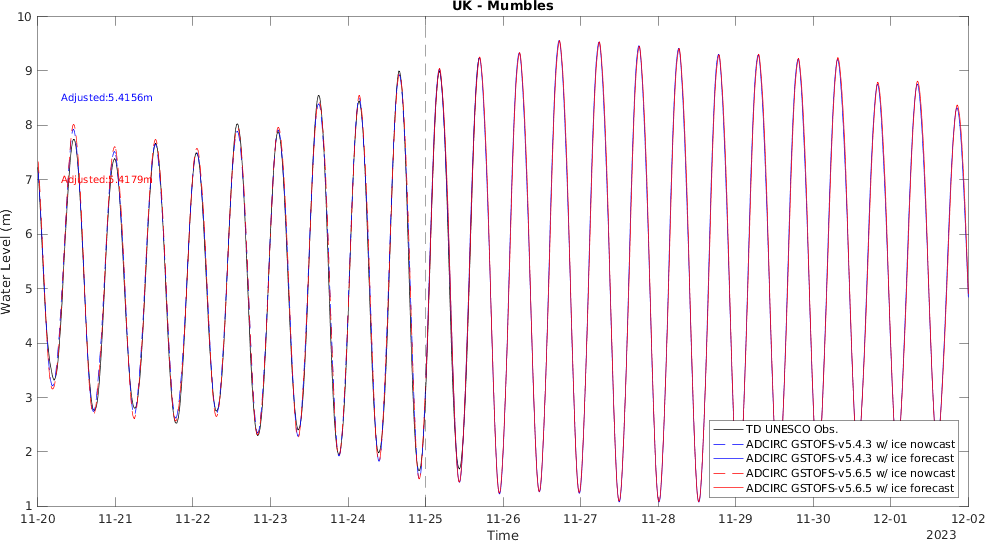 UK - Mumbles
10
9
8
7
6
5
4
3
2
1
Water Level (m)
Adjusted:5.4156m
Adjusted:5.4179m
TD UNESCO Obs.
ADCIRC GSTOFS-v5.4.3 w/ ice nowcast
ADCIRC GSTOFS-v5.4.3 w/ ice forecast
ADCIRC GSTOFS-v5.6.5 w/ ice nowcast
ADCIRC GSTOFS-v5.6.5 w/ ice forecast
11-20 11-21 11-22 11-23 11-24 11-25 11-26 11-27 11-28 11-29 11-30 12-01 12-02
Time
2023